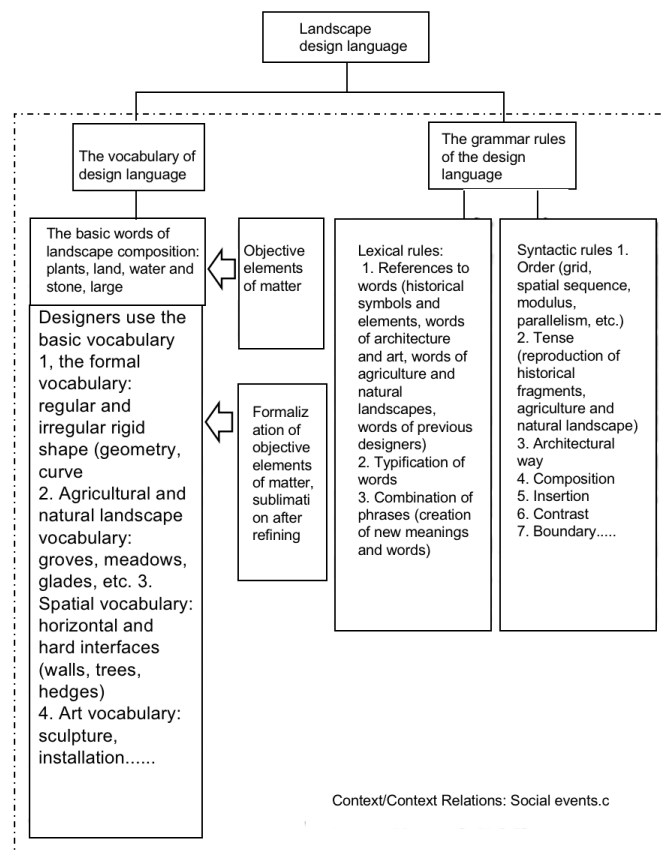 Landscape
design language
The vocabulary of
design language
The grammar rules
of the design
language
The basic words of
landscape composition:
plants, land, water and
stone, large
Objective
elements
of matter
Designers use the
basic vocabulary
1, the formal
vocabulary:
regular and
irregular rigid
shape (geometry,
curve
2. Agricultural and
natural landscape
vocabulary:
groves, meadows,
glades, etc. 3.
Spatial vocabulary:
horizontal and
hard interfaces
(walls, trees,
hedges)
4. Art vocabulary:
sculpture,
installation......
Formaliz
ation of
objective
elements
of matter,
sublimati
on after
refining
Lexical rules:
1. References to
words (historical
symbols and
elements, words
of architecture
and art, words of
agriculture and
natural
landscapes,
words of previous
designers)
2. Typification of
words
3. Combination of
phrases (creation
of new meanings
and words)
Syntactic rules 1.
Order (grid,
spatial sequence,
modulus,
parallelism, etc.)
2. Tense
(reproduction of
historical
fragments,
agriculture and
natural landscape)
3. Architectural
way
4. Composition
5. Insertion
6. Contrast
7. Boundary.....
Context/Context Relations: Social events.c